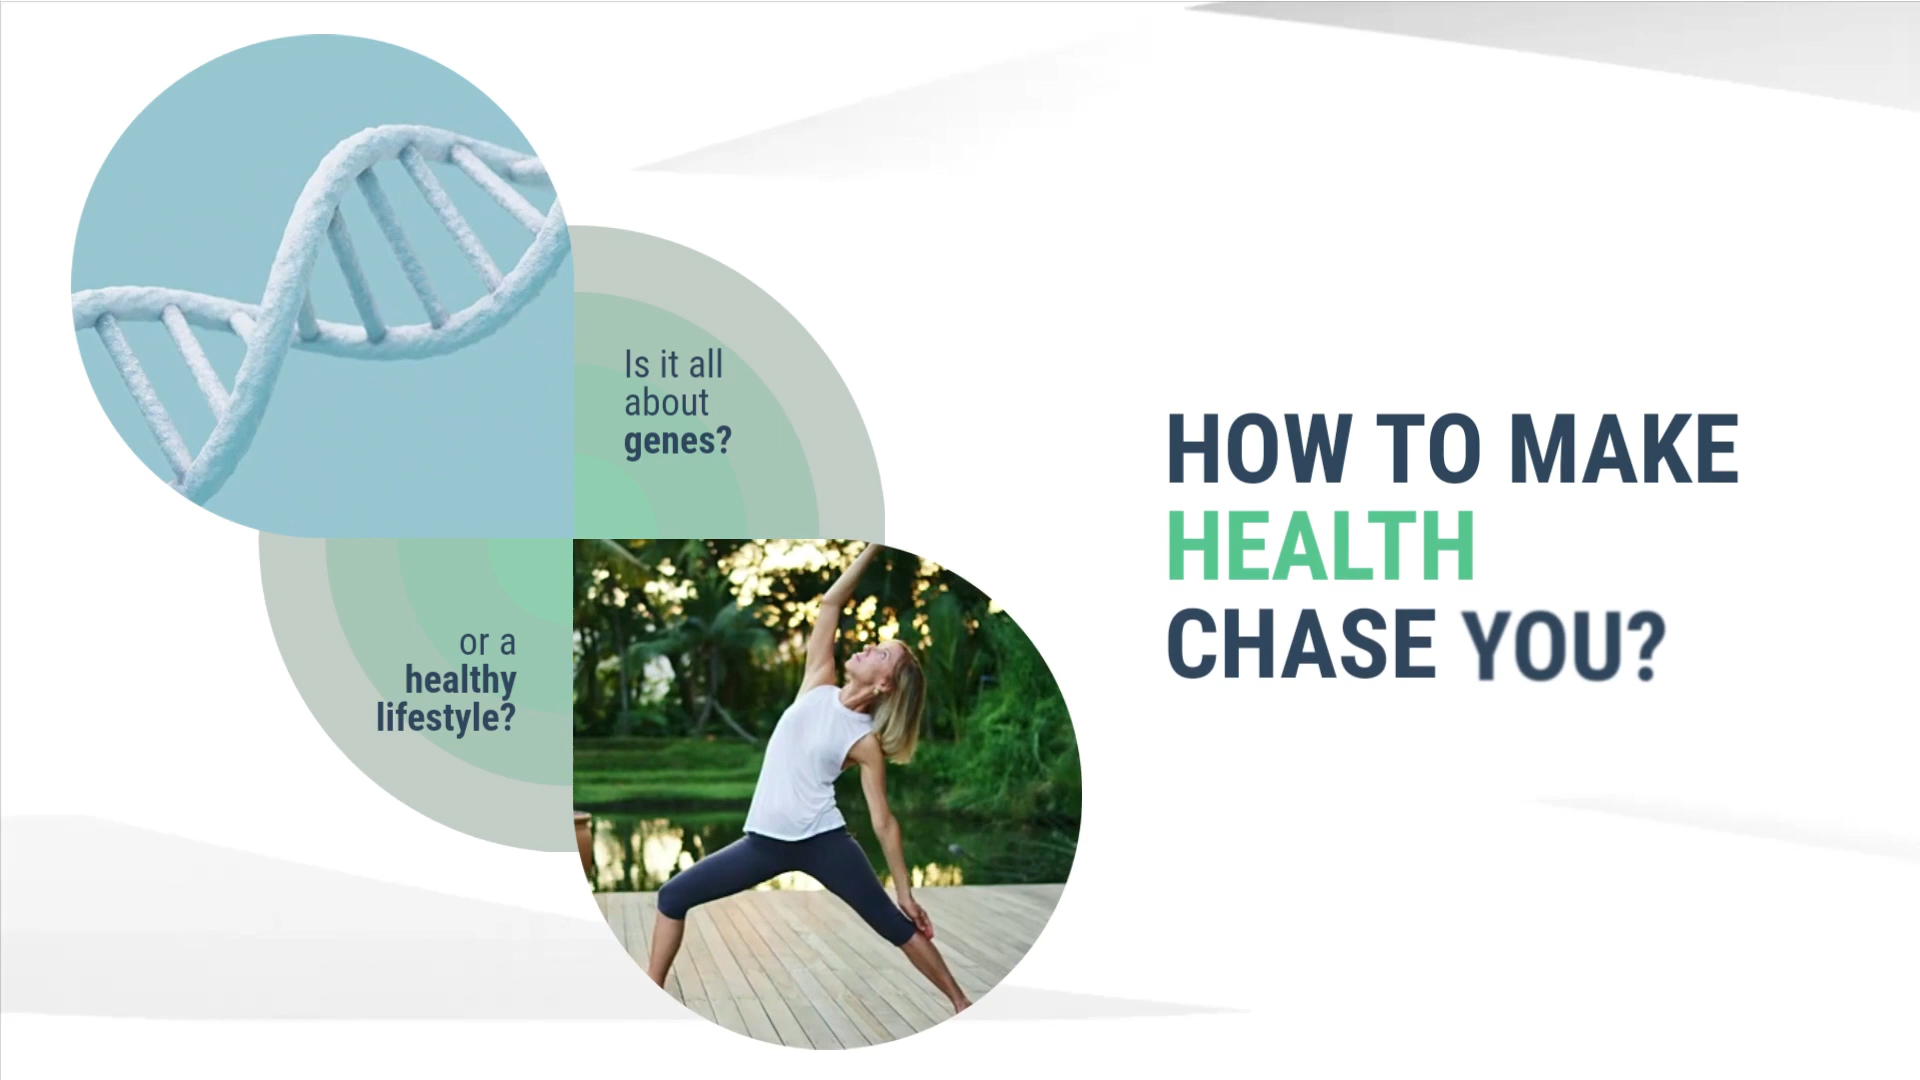 Is it all
about
genes?
or a
healthy
lifestyle?
HOW TO MAKE
HEALTH
CHASE YOU?